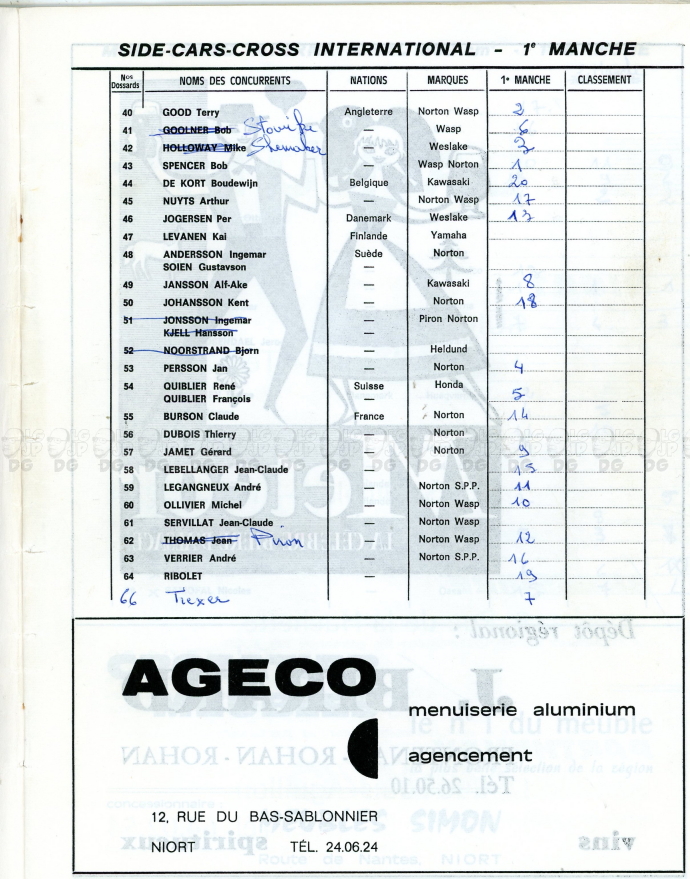 SIDE-CARS-CROSS INTERNATIONAL - 1e MANCHE
Nos Dossards NOMS DES CONCURRENTS NATIONS MARQUES 1re MANCHE CLASSEMENT
40 GOOD Terry Angleterre Norton Wasp 2
41 GOOLNER Bob — Wasp 6
42 HOLLOWAY Mike Shemaker — Weslake 3
43 SPENCER Bob — Wasp Norton 1
44 DE KORT Boudewijn Belgique Kawasaki 20
45 NUYTS Arthur — Norton Wasp 17
46 JOGERSEN Per Danemark Weslake 13
47 LEVANEN Kai Finlande Yamaha
48 ANDERSSON Ingemar Suède Norton
SOIEN Gustavson —
49 JANSSON Alf-Ake — Kawasaki 8
50 JOHANSSON Kent — Norton 18
51 JONSSON Ingemar — Piron Norton
KJELL Hansson —
52 NOORSTRAND Bjorn — Heldund
53 PERSSON Jan — Norton 4
54 QUIBLIER René Suisse Honda
QUIBLIER François — 5
55 BURSON Claude France Norton 14
56 DUBOIS Thierry — Norton
57 JAMET Gérard — Norton 9
58 LEBELLANGER Jean-Claude — 15
59 LEGANGNEUX André — Norton S.P.P. 11
60 OLLIVIER Michel — Norton Wasp 10
61 SERVILLAT Jean-Claude — Norton Wasp
62 THOMAS Jean Piron — Norton Wasp 12
63 VERRIER André — Norton S.P.P. 16
64 RIBOLET — 19
66 Trexer 7
AGECO
menuiserie aluminium
agencement
12, RUE DU BAS-SABLONNIER
NIORT TÉL. 24.06.24